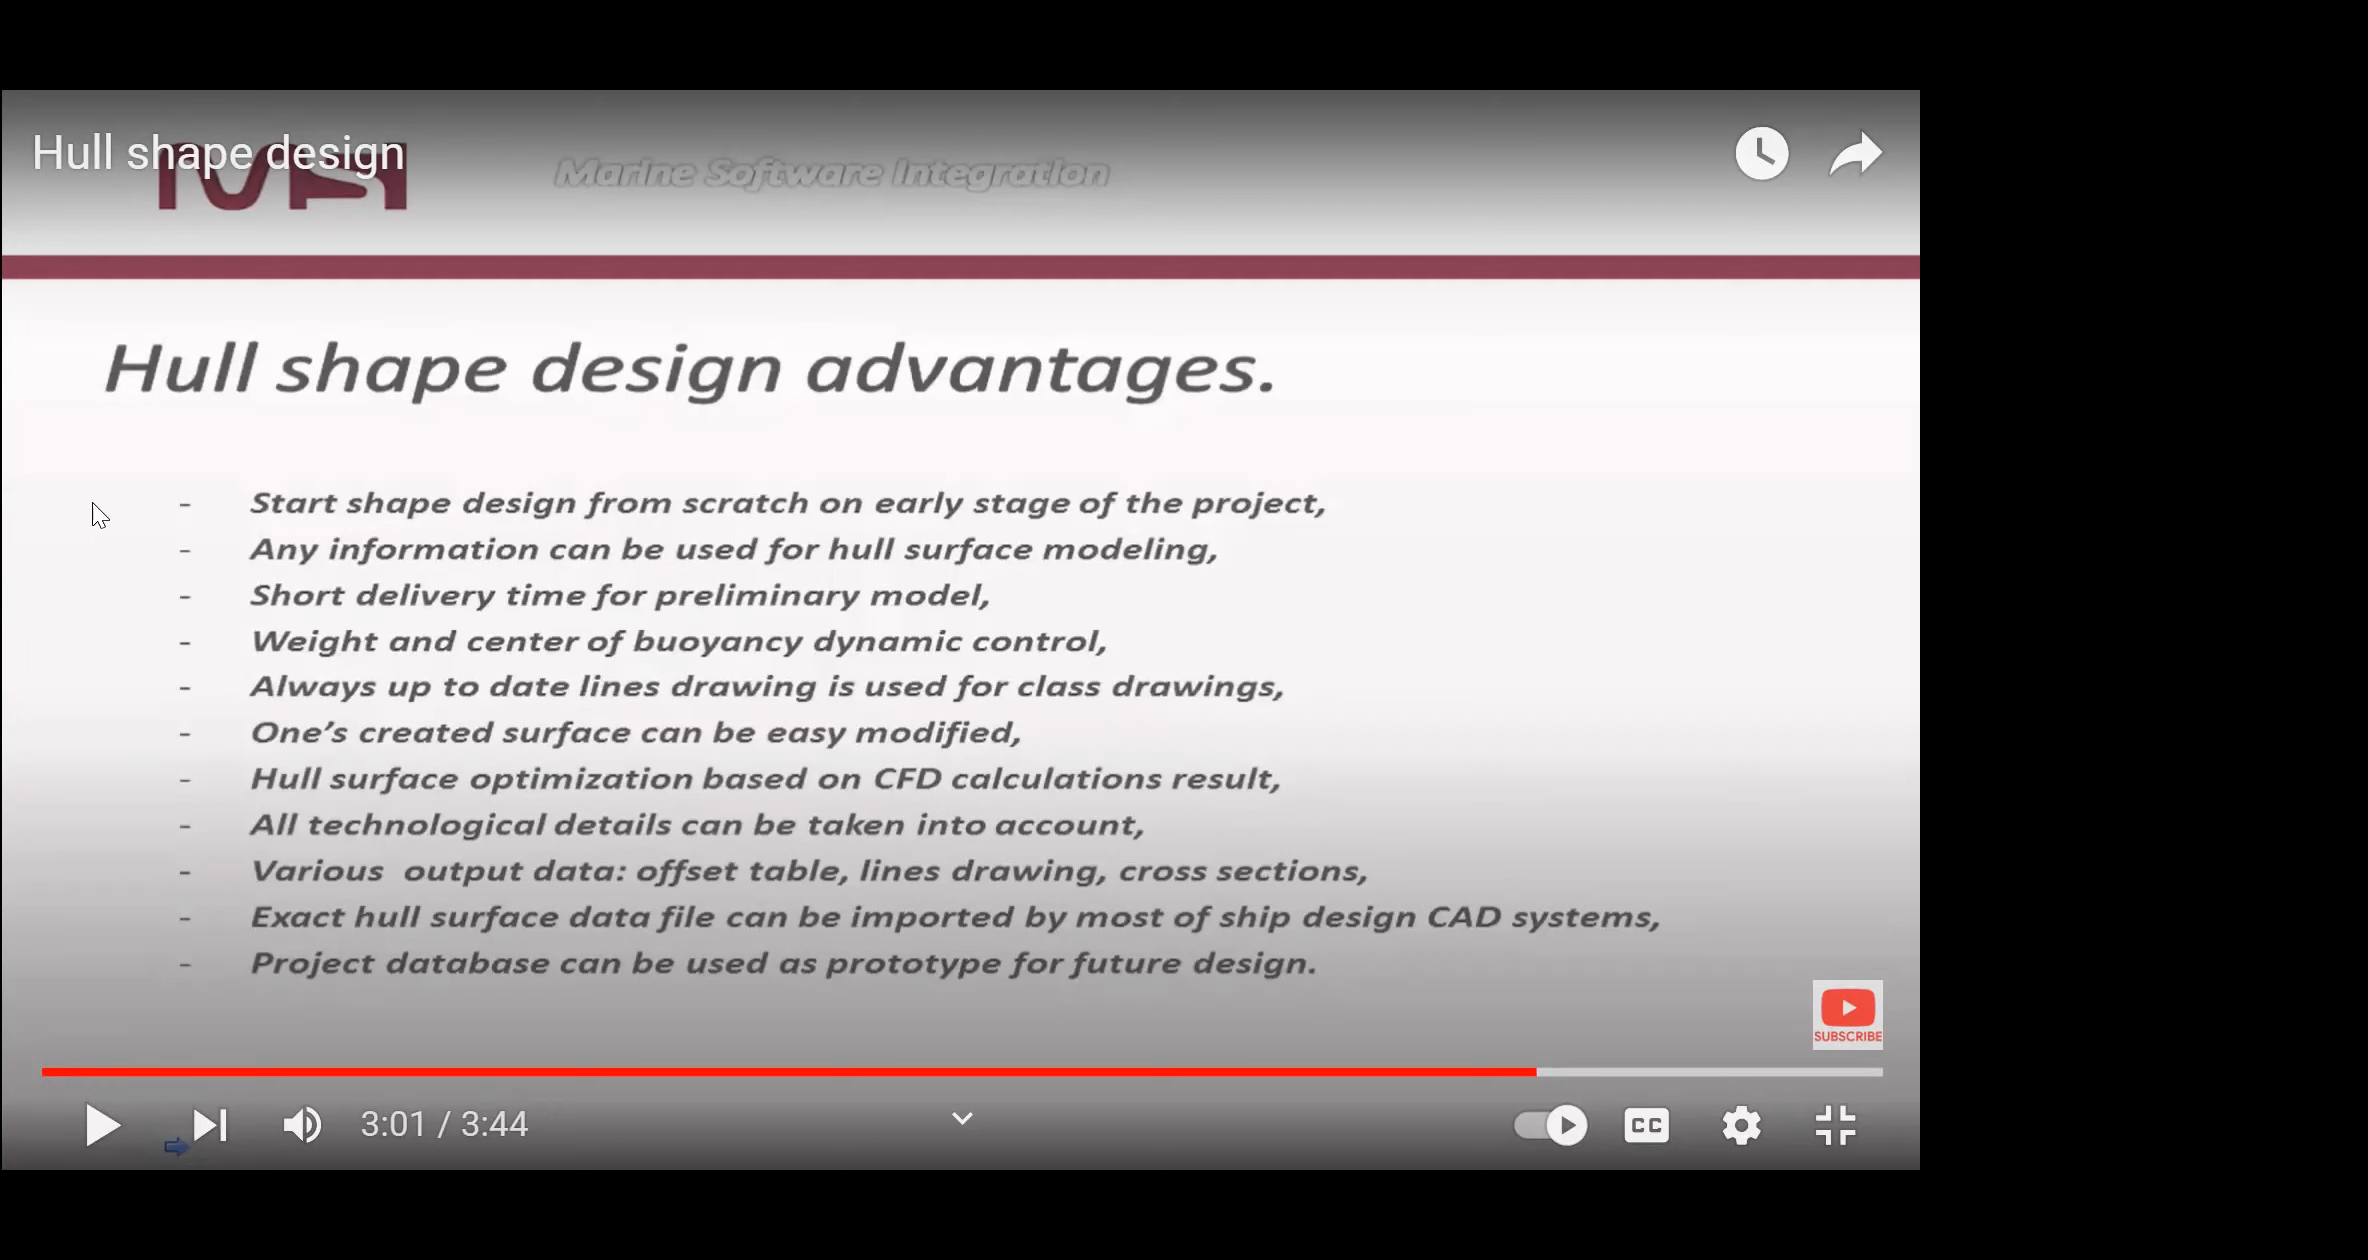 Hull shape design
MSI
Marine Software Integration
Hull shape design advantages.
- Start shape design from scratch on early stage of the project,
- Any information can be used for hull surface modeling,
- Short delivery time for preliminary model,
- Weight and center of buoyancy dynamic control,
- Always up to date lines drawing is used for class drawings,
- One’s created surface can be easy modified,
- Hull surface optimization based on CFD calculations result,
- All technological details can be taken into account,
- Various output data: offset table, lines drawing, cross sections,
- Exact hull surface data file can be imported by most of ship design CAD systems,
- Project database can be used as prototype for future design.
SUBSCRIBE
3:01 / 3:44
CC